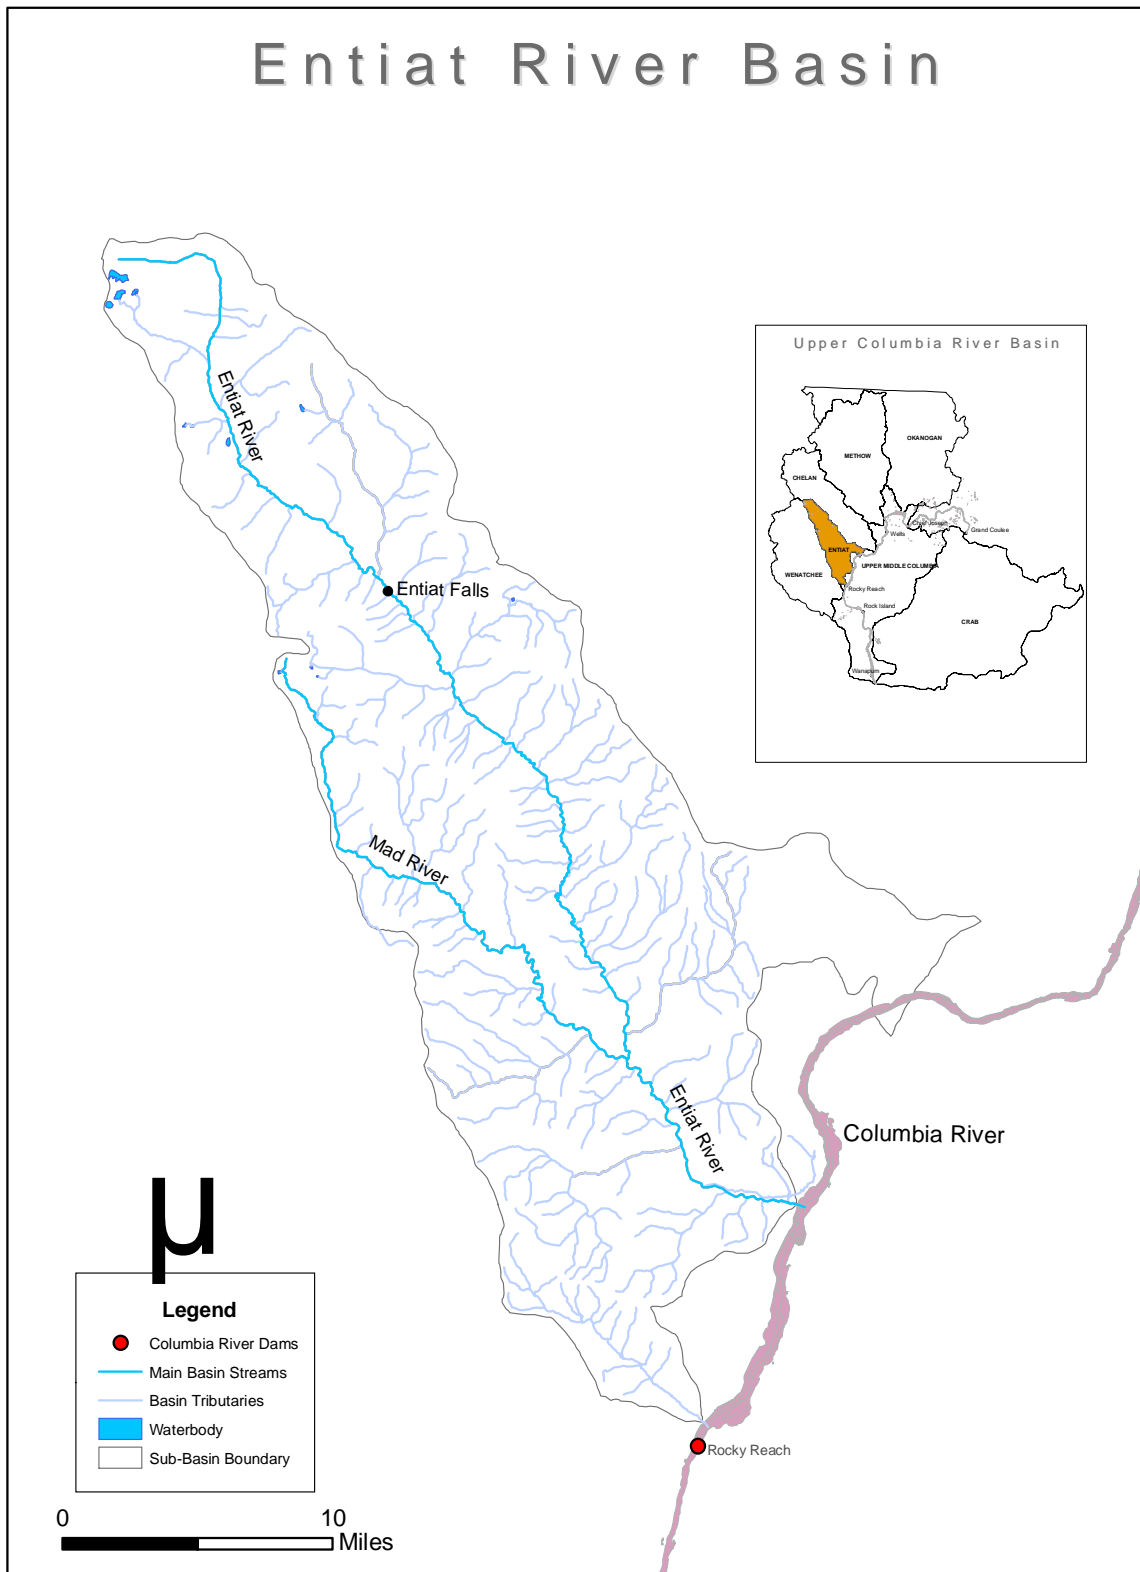 Entiat River Basin
Upper Columbia River Basin
OKANOGAN
METHOW
CHELAN
Chief Joseph
Grand Coulee
Wells
ENTIAT
UPPER MIDDLE COLUMBIA
WENATCHEE
Rocky Reach
Rock Island
CRAB
Wanapum
Entiat River
Entiat Falls
Mad River
Entiat River
Columbia River
µ
Legend
Columbia River Dams
Main Basin Streams
Basin Tributaries
Waterbody
Sub-Basin Boundary
Rocky Reach
0 10
Miles